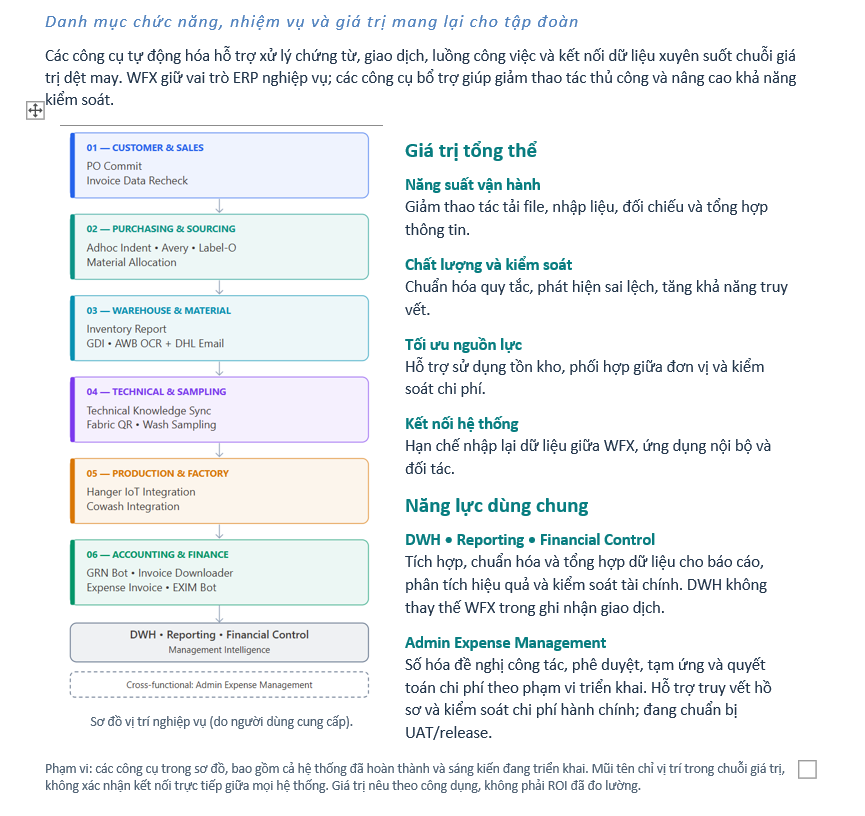 Danh mục chức năng, nhiệm vụ và giá trị mang lại cho tập đoàn
Các công cụ tự động hóa hỗ trợ xử lý chứng từ, giao dịch, luồng công việc và kết nối dữ liệu xuyên suốt chuỗi giá
trị dệt may. WFX giữ vai trò ERP nghiệp vụ; các công cụ bổ trợ giúp giảm thao tác thủ công và nâng cao khả năng
kiểm soát.
01 — CUSTOMER & SALES
PO Commit
Invoice Data Recheck
02 — PURCHASING & SOURCING
Adhoc Indent • Avery • Label-O
Material Allocation
03 — WAREHOUSE & MATERIAL
Inventory Report
GDI • AWB OCR + DHL Email
04 — TECHNICAL & SAMPLING
Technical Knowledge Sync
Fabric QR • Wash Sampling
05 — PRODUCTION & FACTORY
Hanger IoT Integration
Cowash Integration
06 — ACCOUNTING & FINANCE
GRN Bot • Invoice Downloader
Expense Invoice • EXIM Bot
DWH • Reporting • Financial Control
Management Intelligence
Cross-functional: Admin Expense Management
Sơ đồ vị trí nghiệp vụ (do người dùng cung cấp).
Giá trị tổng thể
Năng suất vận hành
Giảm thao tác tải file, nhập liệu, đối chiếu và tổng hợp
thông tin.
Chất lượng và kiểm soát
Chuẩn hóa quy tắc, phát hiện sai lệch, tăng khả năng truy
vết.
Tối ưu nguồn lực
Hỗ trợ sử dụng tồn kho, phối hợp giữa đơn vị và kiểm
soát chi phí.
Kết nối hệ thống
Hạn chế nhập lại dữ liệu giữa WFX, ứng dụng nội bộ và
đối tác.
Năng lực dùng chung
DWH • Reporting • Financial Control
Tích hợp, chuẩn hóa và tổng hợp dữ liệu cho báo cáo,
phân tích hiệu quả và kiểm soát tài chính. DWH không
thay thế WFX trong ghi nhận giao dịch.
Admin Expense Management
Số hóa đề nghị công tác, phê duyệt, tạm ứng và quyết
toán chi phí theo phạm vi triển khai. Hỗ trợ truy vết hồ
sơ và kiểm soát chi phí hành chính; đang chuẩn bị
UAT/release.
Phạm vi: các công cụ trong sơ đồ, bao gồm cả hệ thống đã hoàn thành và sáng kiến đang triển khai. Mũi tên chỉ vị trí trong chuỗi giá trị,
không xác nhận kết nối trực tiếp giữa mọi hệ thống. Giá trị nêu theo công dụng, không phải ROI đã đo lường.